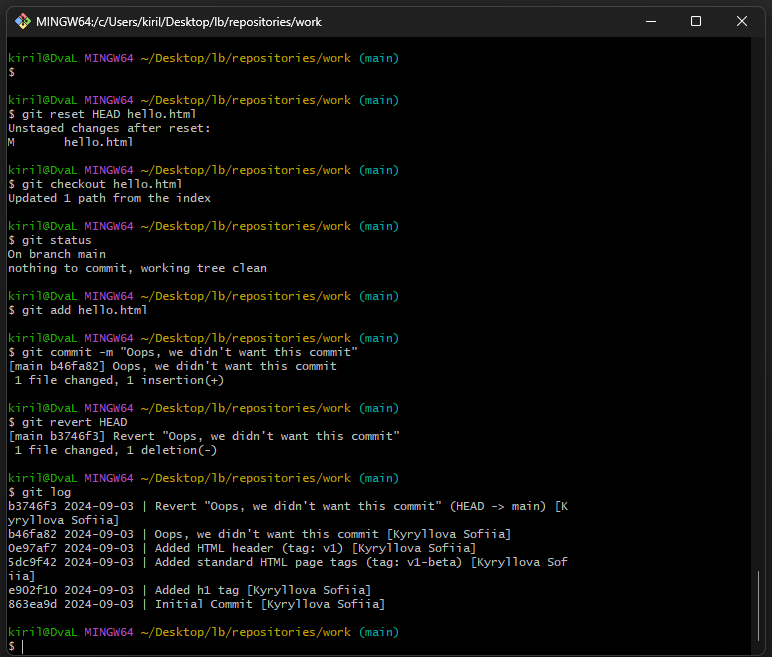 MINGW64:/c/Users/kiril/Desktop/lb/repositories/work
kiril@DvaL MINGW64 ~/Desktop/lb/repositories/work (main)
$
kiril@DvaL MINGW64 ~/Desktop/lb/repositories/work (main)
$ git reset HEAD hello.html
Unstaged changes after reset:
M       hello.html
kiril@DvaL MINGW64 ~/Desktop/lb/repositories/work (main)
$ git checkout hello.html
Updated 1 path from the index
kiril@DvaL MINGW64 ~/Desktop/lb/repositories/work (main)
$ git status
On branch main
nothing to commit, working tree clean
kiril@DvaL MINGW64 ~/Desktop/lb/repositories/work (main)
$ git add hello.html
kiril@DvaL MINGW64 ~/Desktop/lb/repositories/work (main)
$ git commit -m "Oops, we didn't want this commit"
[main b46fa82] Oops, we didn't want this commit
 1 file changed, 1 insertion(+)
kiril@DvaL MINGW64 ~/Desktop/lb/repositories/work (main)
$ git revert HEAD
[main b3746f3] Revert "Oops, we didn't want this commit"
 1 file changed, 1 deletion(-)
kiril@DvaL MINGW64 ~/Desktop/lb/repositories/work (main)
$ git log
b3746f3 2024-09-03 | Revert "Oops, we didn't want this commit" (HEAD -> main) [K
yryllova Sofiia]
b46fa82 2024-09-03 | Oops, we didn't want this commit [Kyryllova Sofiia]
0e97af7 2024-09-03 | Added HTML header (tag: v1) [Kyryllova Sofiia]
5dc9f42 2024-09-03 | Added standard HTML page tags (tag: v1-beta) [Kyryllova Sof
iia]
e902f10 2024-09-03 | Added h1 tag [Kyryllova Sofiia]
863ea9d 2024-09-03 | Initial Commit [Kyryllova Sofiia]
kiril@DvaL MINGW64 ~/Desktop/lb/repositories/work (main)
$